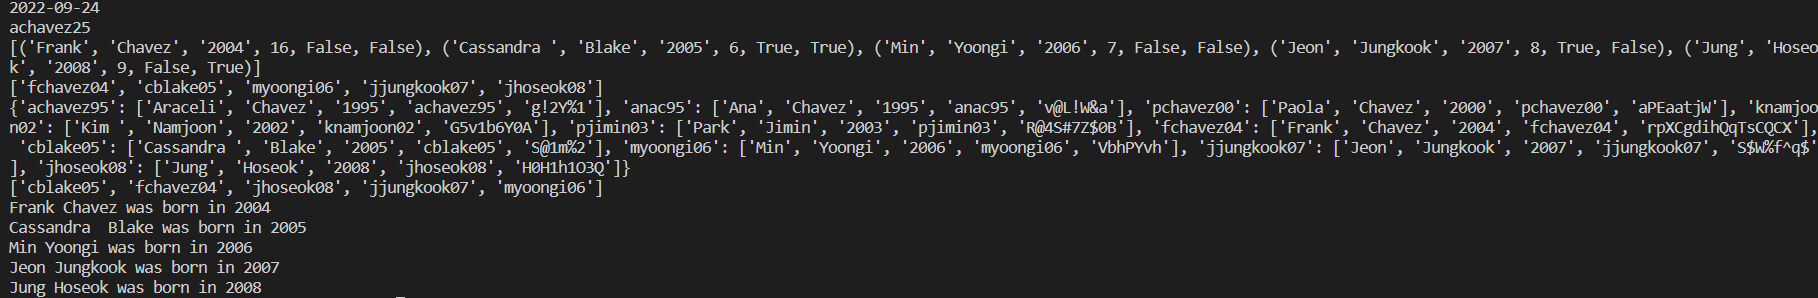 2022-09-24
achavez25
[('Frank', 'Chavez', '2004', 16, False, False), ('Cassandra ', 'Blake', '2005', 6, True, True), ('Min', 'Yoongi', '2006', 7, False, False), ('Jeon', 'Jungkook', '2007', 8, True, False), ('Jung', 'Hoseo
k', '2008', 9, False, True)]
['fchavez04', 'cblake05', 'myoongi06', 'jjungkook07', 'jhoseok08']
{'achavez95': ['Araceli', 'Chavez', '1995', 'achavez95', 'g!2Y%1'], 'anac95': ['Ana', 'Chavez', '1995', 'anac95', 'v@L!W&a'], 'pchavez00': ['Paola', 'Chavez', '2000', 'pchavez00', 'aPEaatjW'], 'knamjoo
n02': ['Kim ', 'Namjoon', '2002', 'knamjoon02', 'G5v1b6Y0A'], 'pjimin03': ['Park', 'Jimin', '2003', 'pjimin03', 'R@4S#7Z$0B'], 'fchavez04': ['Frank', 'Chavez', '2004', 'fchavez04', 'rpXCgdihQqTsCQCX'],
 'cblake05': ['Cassandra ', 'Blake', '2005', 'cblake05', 'S@1m%2'], 'myoongi06': ['Min', 'Yoongi', '2006', 'myoongi06', 'VbhPYvh'], 'jjungkook07': ['Jeon', 'Jungkook', '2007', 'jjungkook07', 'S$W%f^q$'
], 'jhoseok08': ['Jung', 'Hoseok', '2008', 'jhoseok08', 'H0H1h1O3Q']}
['cblake05', 'fchavez04', 'jhoseok08', 'jjungkook07', 'myoongi06']
Frank Chavez was born in 2004
Cassandra  Blake was born in 2005
Min Yoongi was born in 2006
Jeon Jungkook was born in 2007
Jung Hoseok was born in 2008